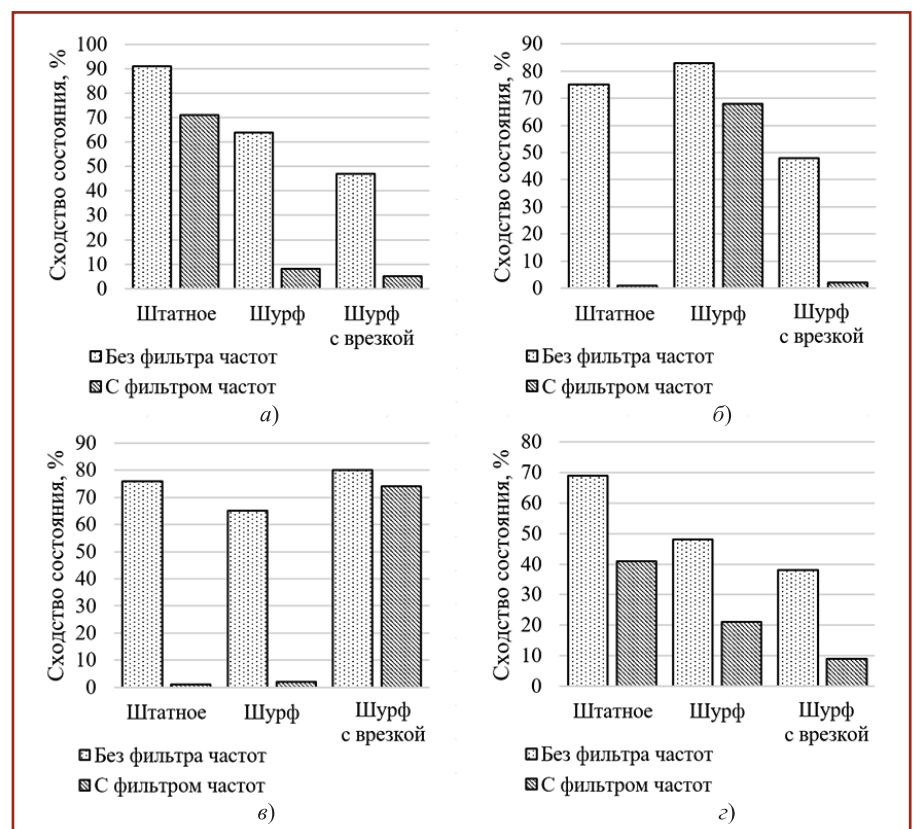 Сходство состояния, %
100
90
80
70
60
50
40
30
20
10
0
Штатное
Шурф
Шурф
с врезкой
Без фильтра частот
С фильтром частот
а)
Сходство состояния, %
90
80
70
60
50
40
30
20
10
0
Штатное
Шурф
Шурф
с врезкой
Без фильтра частот
С фильтром частот
б)
Сходство состояния, %
90
80
70
60
50
40
30
20
10
0
Штатное
Шурф
Шурф
с врезкой
Без фильтра частот
С фильтром частот
в)
Сходство состояния, %
80
70
60
50
40
30
20
10
0
Штатное
Шурф
Шурф
с врезкой
Без фильтра частот
С фильтром частот
г)